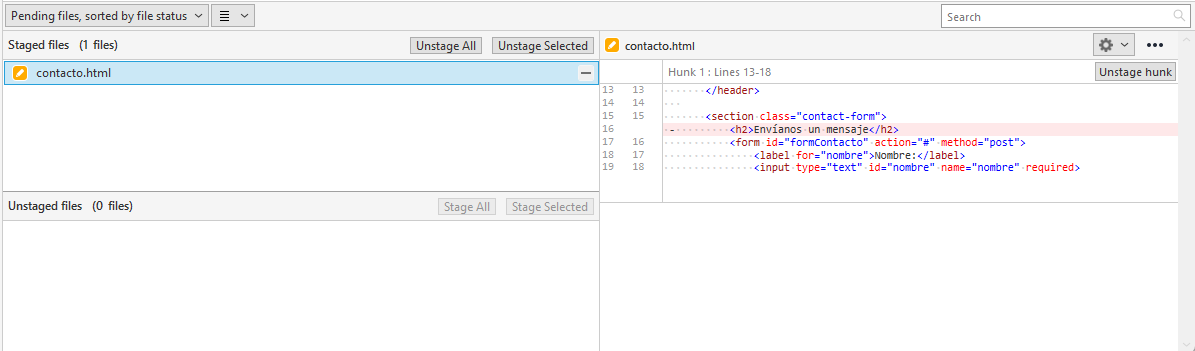 Pending files, sorted by file status
Search
Staged files (1 files)
Unstage All
Unstage Selected
contacto.html
Unstaged files (0 files)
Stage All
Stage Selected
contacto.html
Hunk 1 : Lines 13-18
Unstage hunk
13 13 </header>
14 14
15 15 <section class="contact-form">
16 - <h2>Envíanos un mensaje</h2>
17 16 <form id="formContacto" action="#" method="post">
18 17 <label for="nombre">Nombre:</label>
19 18 <input type="text" id="nombre" name="nombre" required>